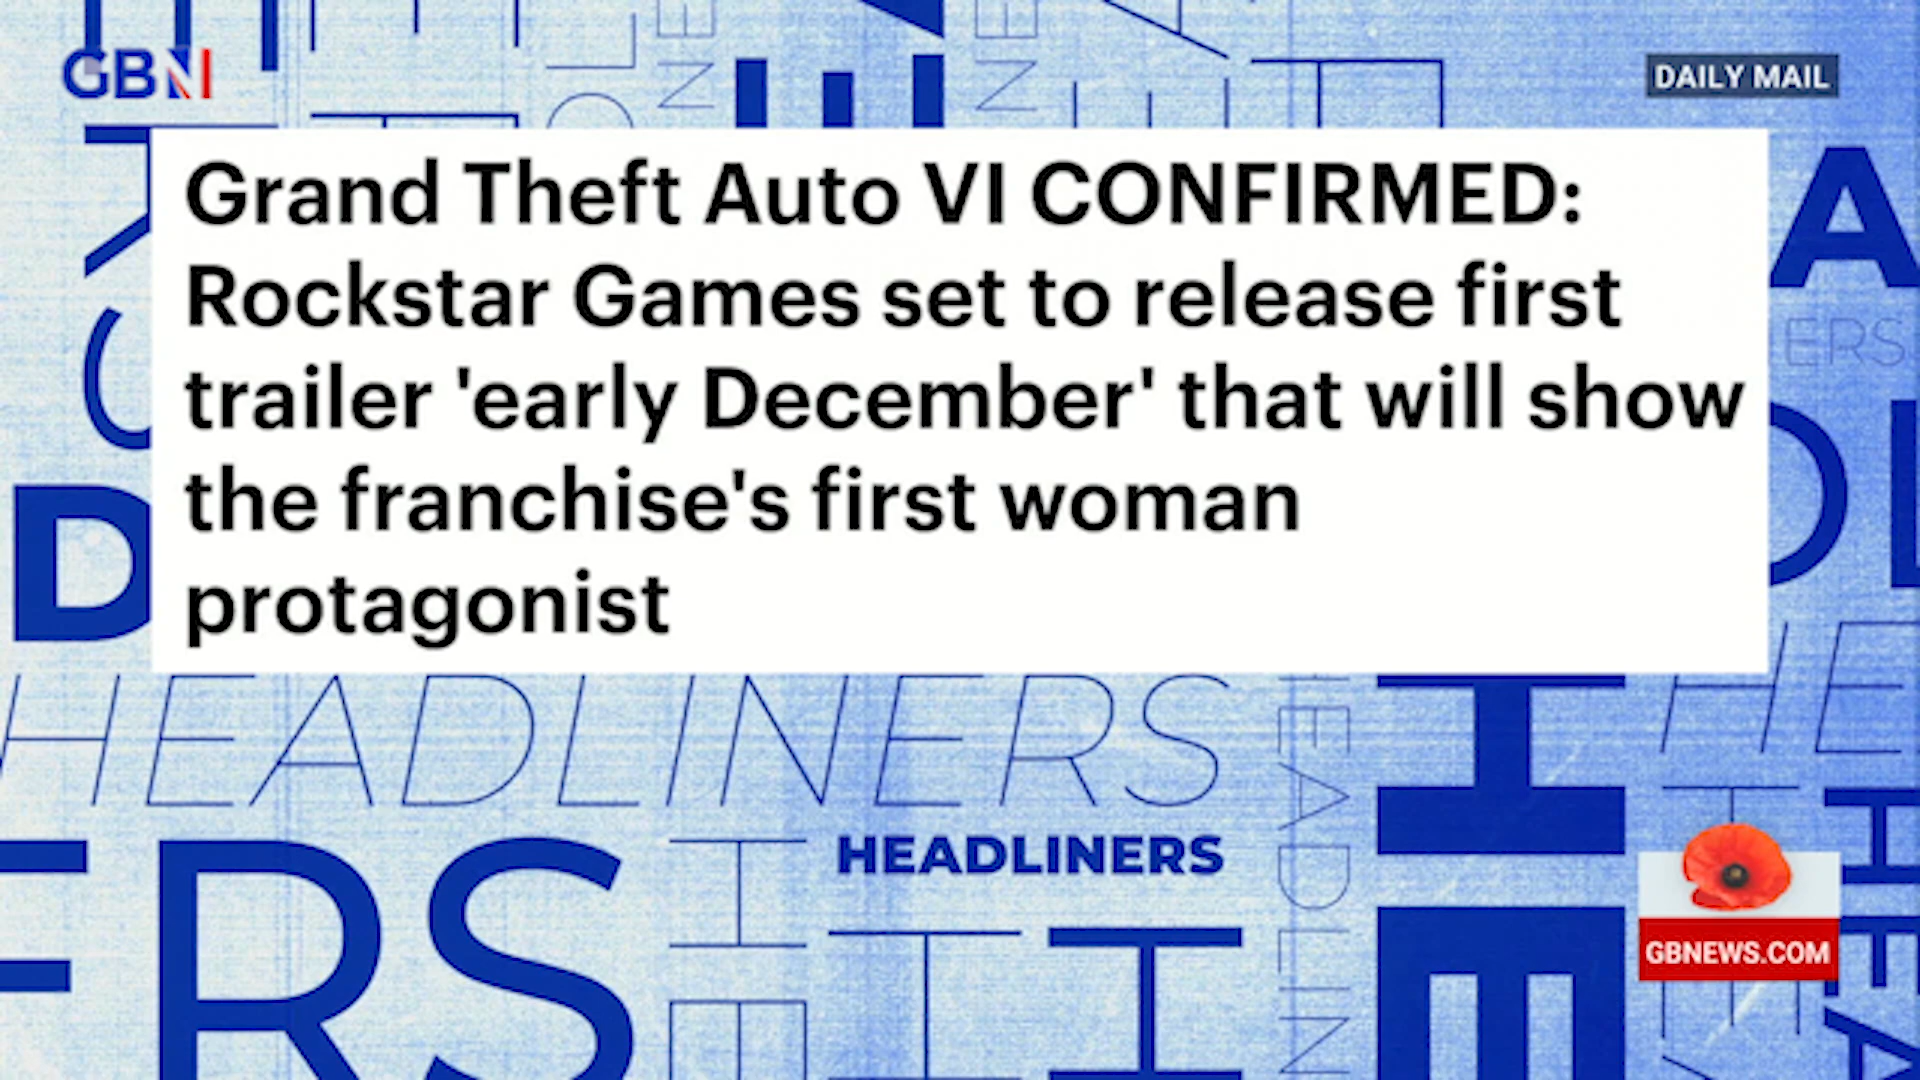 GBN
DAILY MAIL
Grand Theft Auto VI CONFIRMED:
Rockstar Games set to release first
trailer 'early December' that will show
the franchise's first woman
protagonist
HEADLINERS
HEADLINERS
GBNEWS.COM